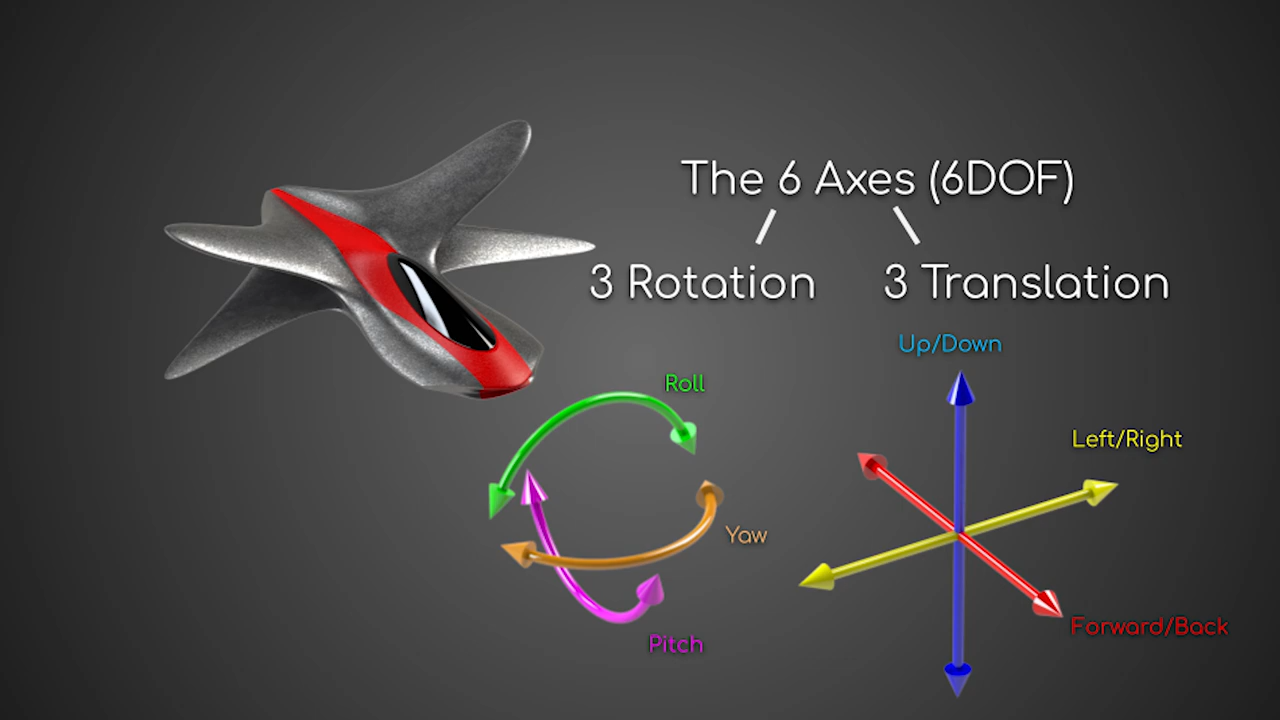 The 6 Axes (6DOF)
3 Rotation
3 Translation
Up/Down
Roll
Left/Right
Yaw
Forward/Back
Pitch